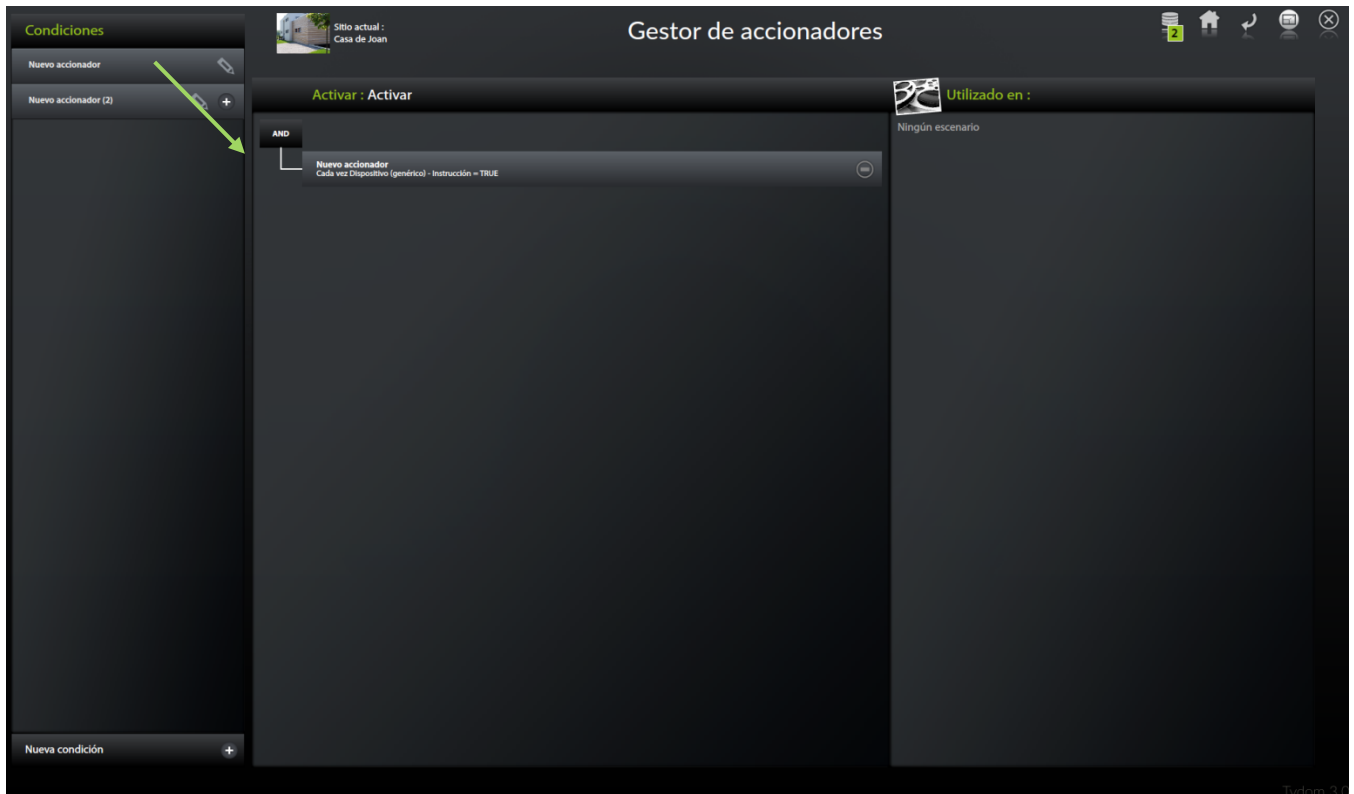 Condiciones
Sitio actual :
Casa de Joan
Gestor de accionadores
2
Nuevo accionador
Nuevo accionador (2)
Activar : Activar
Utilizado en :
AND
Ningún escenario
Nuevo accionador
Cada vez Dispositivo (genérico) - Instrucción = TRUE
Nueva condición
Tydom 3.0